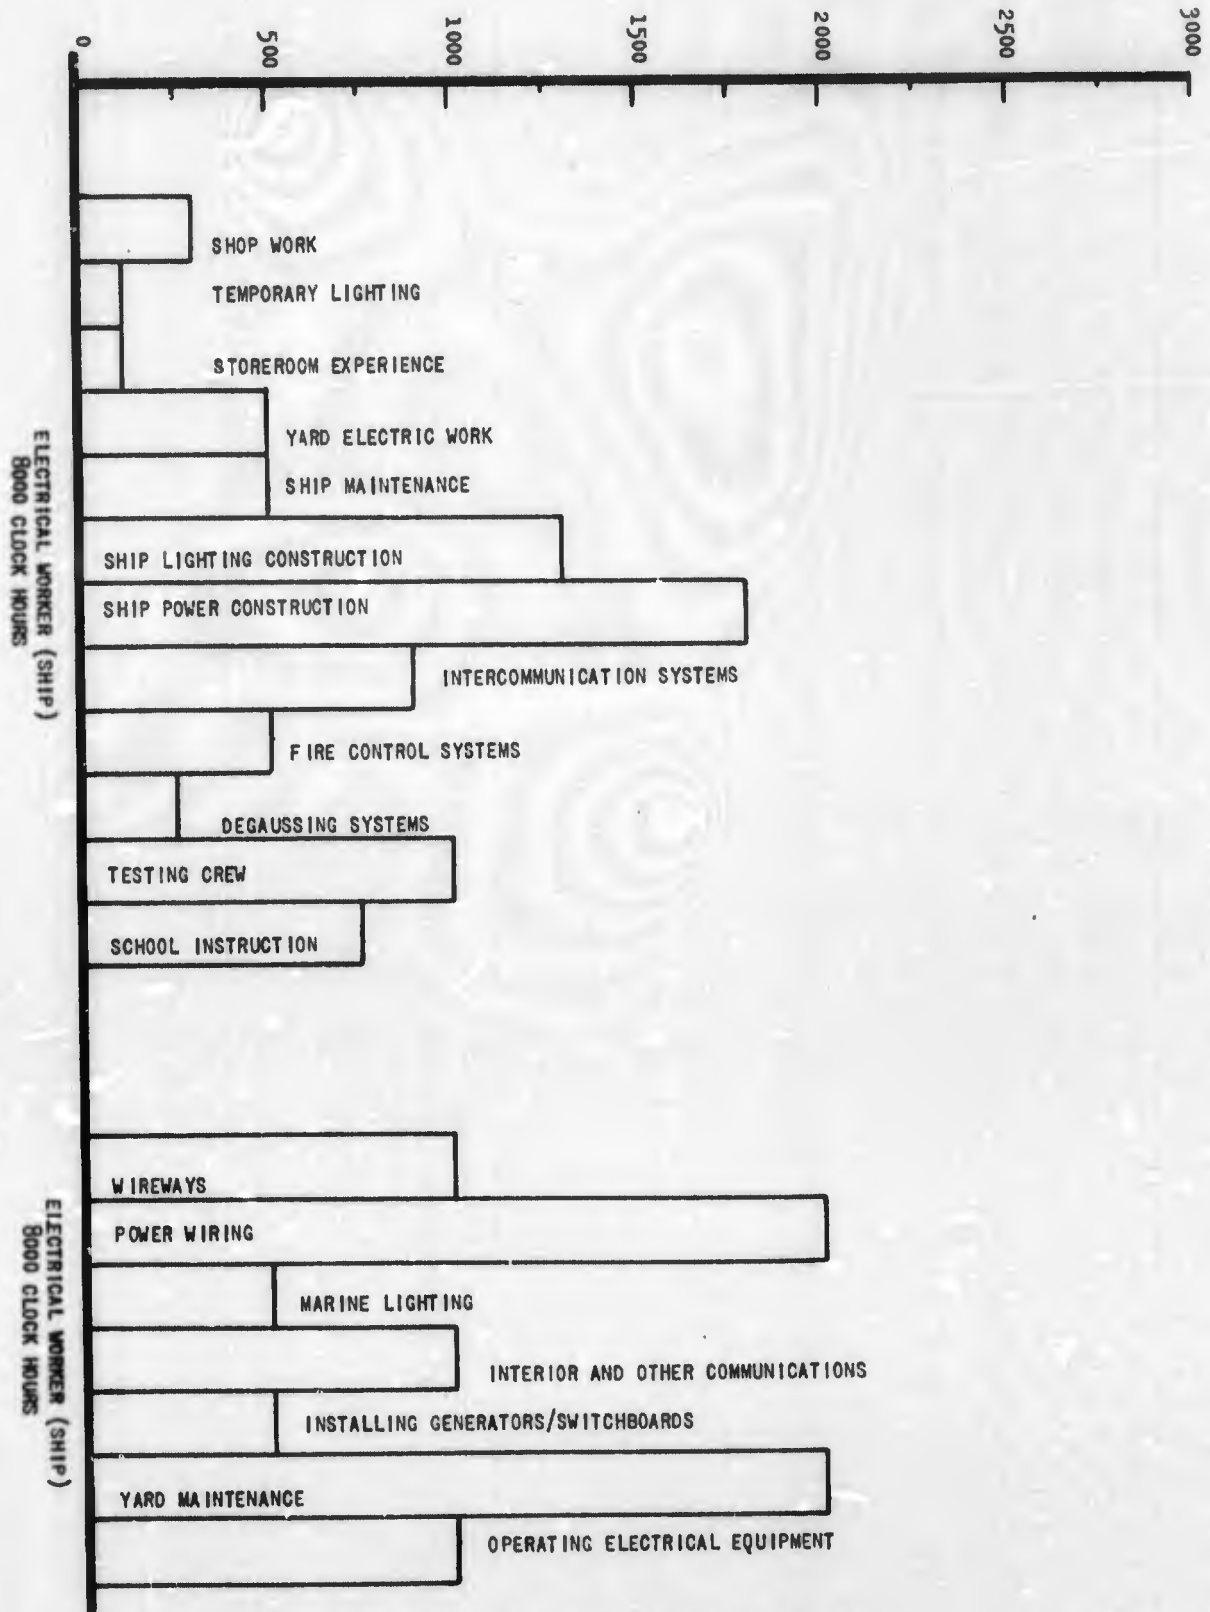 0
500
1000
1500
2000
2500
3000
SHOP WORK
TEMPORARY LIGHTING
STOREROOM EXPERIENCE
YARD ELECTRIC WORK
SHIP MAINTENANCE
SHIP LIGHTING CONSTRUCTION
SHIP POWER CONSTRUCTION
INTERCOMMUNICATION SYSTEMS
FIRE CONTROL SYSTEMS
DEGAUSSING SYSTEMS
TESTING CREW
SCHOOL INSTRUCTION
ELECTRICAL WORKER (SHIP)
8000 CLOCK HOURS
WIREWAYS
POWER WIRING
MARINE LIGHTING
INTERIOR AND OTHER COMMUNICATIONS
INSTALLING GENERATORS/SWITCHBOARDS
YARD MAINTENANCE
OPERATING ELECTRICAL EQUIPMENT
ELECTRICAL WORKER (SHIP)
8000 CLOCK HOURS